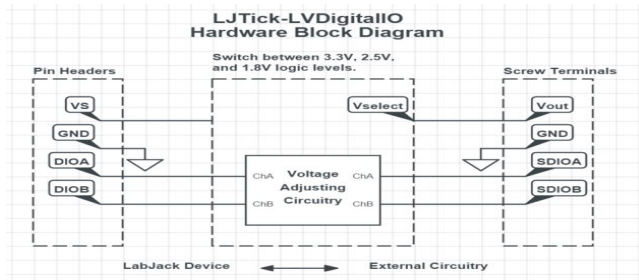 LJTick-LVDigitalIO
Hardware Block Diagram
Switch between 3.3V, 2.5V,
and 1.8V logic levels.
Pin Headers
Screw Terminals
VS
Vselect
Vout
GND
GND
DIOA
ChA
Voltage
ChA
SDIOA
Adjusting
DIOB
ChB
Circuitry
ChB
SDIOB
LabJack Device
External Circuitry